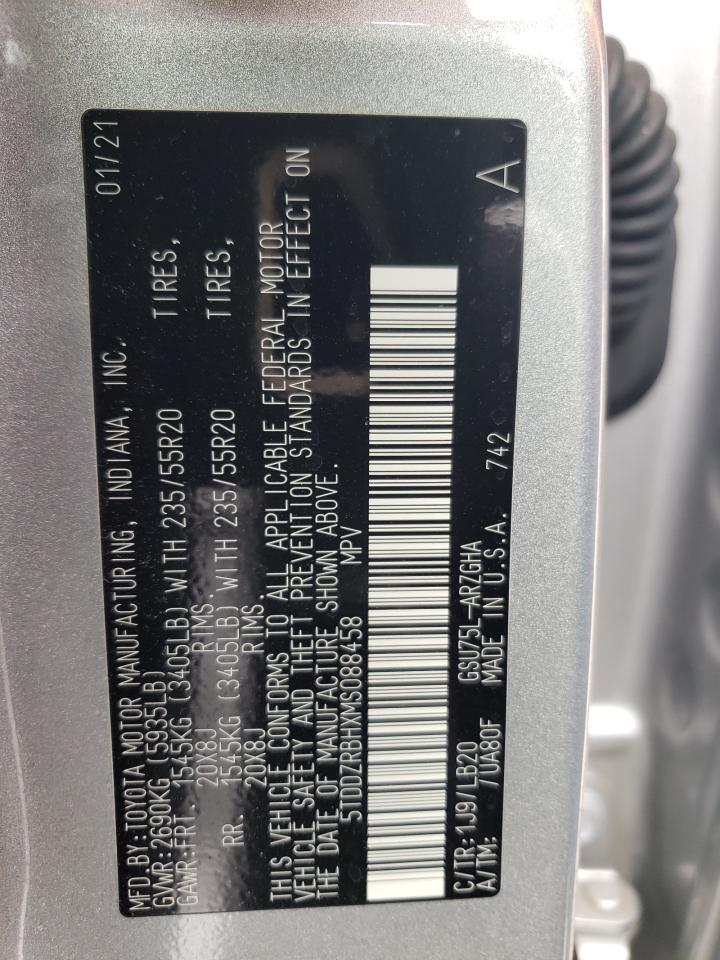 MFD.BY:TOYOTA MOTOR MANUFACTURING, INDIANA, INC. 01/21
GVWR:2690KG (5935LB)
GAWR:FRT. 1545KG (3405LB) WITH 235/55R20 TIRES,
20X8J RIMS
RR. 1545KG (3405LB) WITH 235/55R20 TIRES,
20X8J RIMS.
THIS VEHICLE CONFORMS TO ALL APPLICABLE FEDERAL MOTOR
VEHICLE SAFETY AND THEFT PREVENTION STANDARDS IN EFFECT ON
THE DATE OF MANUFACTURE SHOWN ABOVE.
5TDDZRBHXMS088458 MPV
C/TR:1J9/LB20 GSU75L-ARZGHA
A/TM: /UA80F MADE IN U.S.A. 742 A